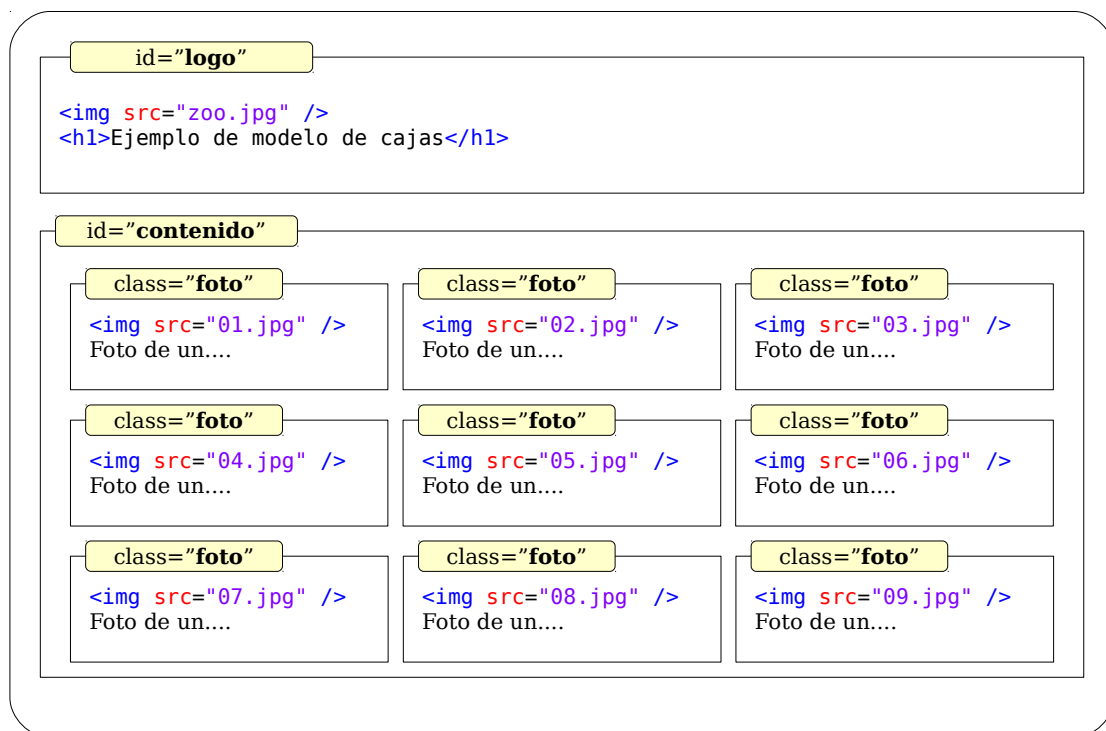 id=”logo”
<img src="zoo.jpg" />
<h1>Ejemplo de modelo de cajas</h1>
id=”contenido”
class=”foto” class=”foto” class=”foto”
<img src="01.jpg" /> <img src="02.jpg" /> <img src="03.jpg" />
Foto de un.... Foto de un.... Foto de un....
class=”foto” class=”foto” class=”foto”
<img src="04.jpg" /> <img src="05.jpg" /> <img src="06.jpg" />
Foto de un.... Foto de un.... Foto de un....
class=”foto” class=”foto” class=”foto”
<img src="07.jpg" /> <img src="08.jpg" /> <img src="09.jpg" />
Foto de un.... Foto de un.... Foto de un....